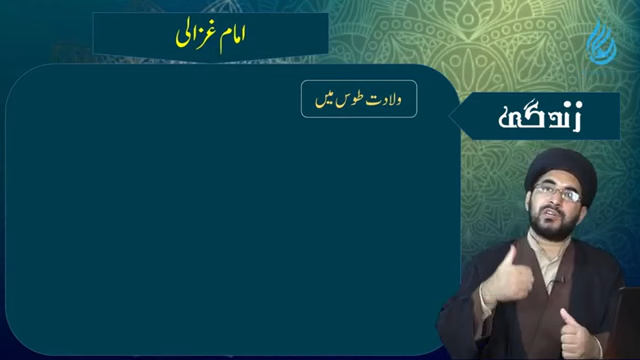 امام غزالی
زندگی
ولادت طوس میں